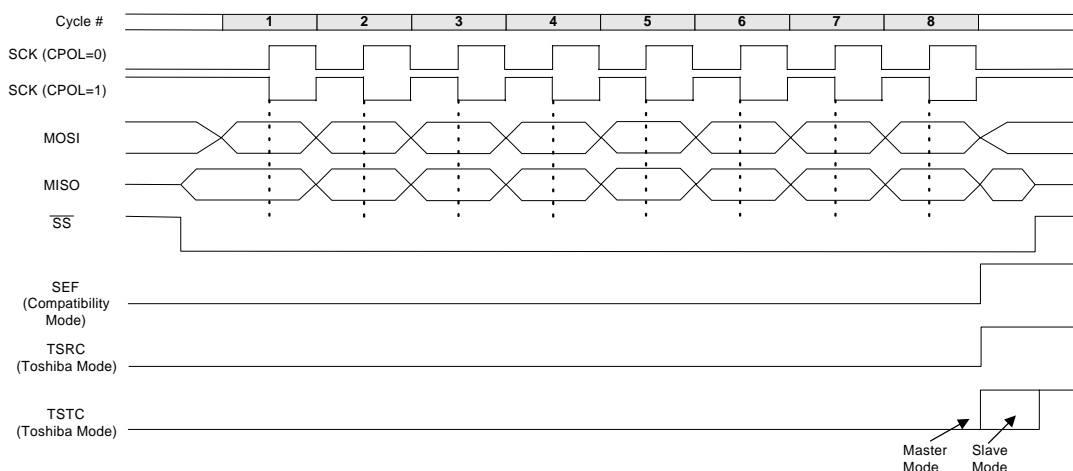 Cycle #
1 2 3 4 5 6 7 8
SCK (CPOL=0)
SCK (CPOL=1)
MOSI
MISO
SS
SEF
(Compatibility
Mode)
TSRC
(Toshiba Mode)
TSTC
(Toshiba Mode)
Master
Mode
Slave
Mode